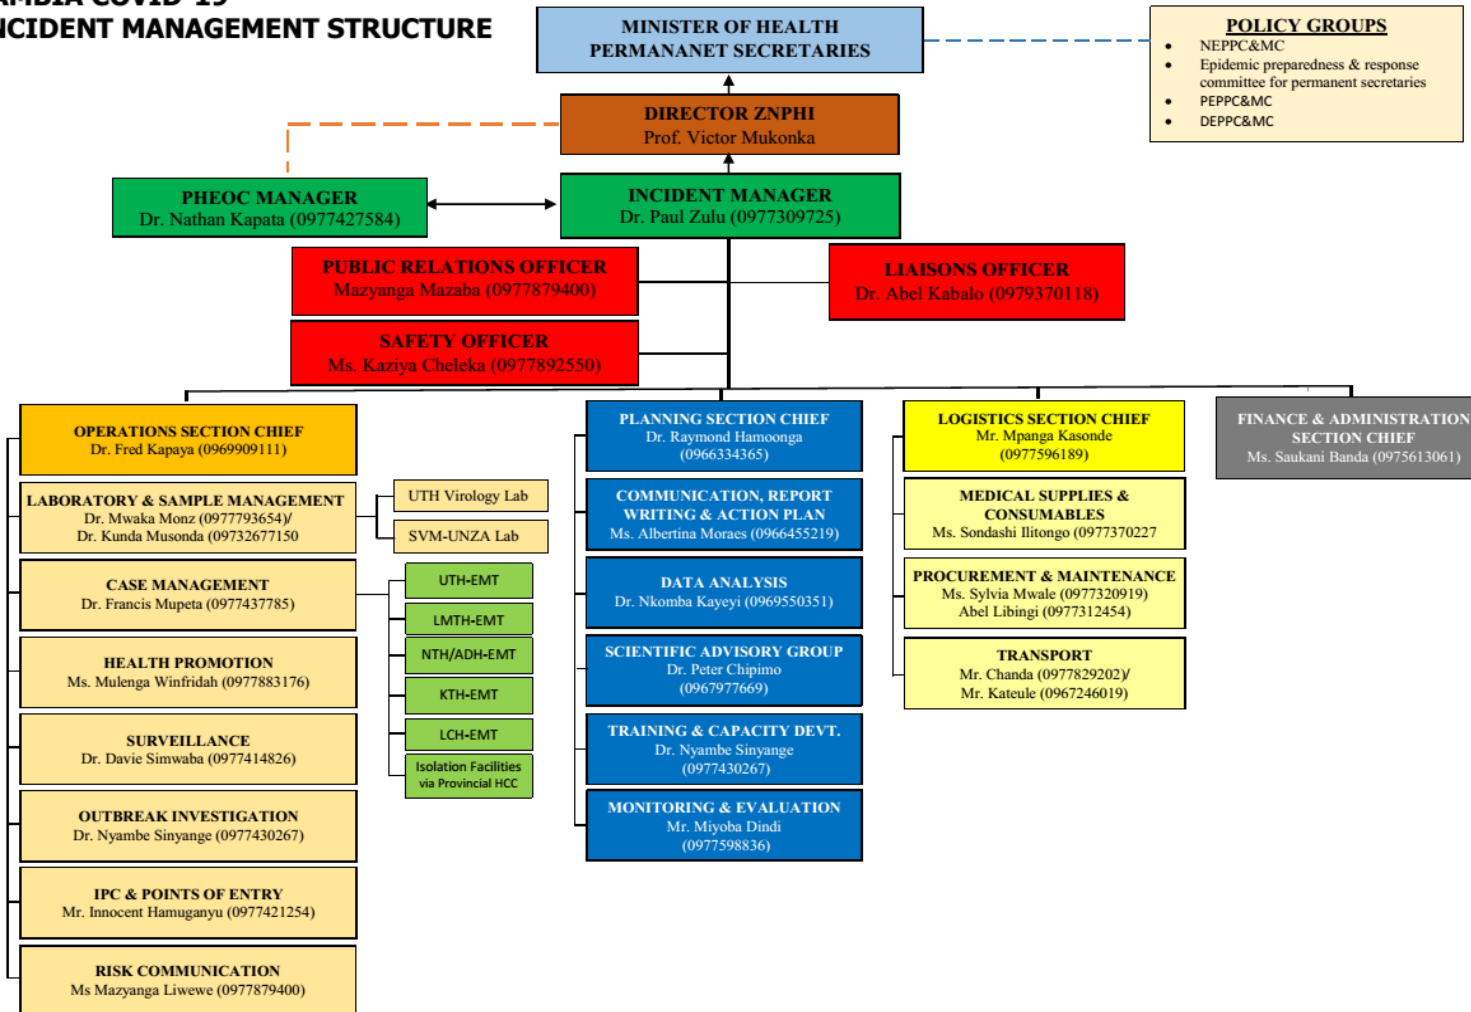 AMBIA COVID-19
NCIDENT MANAGEMENT STRUCTURE
MINISTER OF HEALTH
PERMANANET SECRETARIES
POLICY GROUPS
• NEPPC&MC
• Epidemic preparedness & response
committee for permanent secretaries
• PEPPC&MC
• DEPPC&MC
DIRECTOR ZNPHI
Prof. Victor Mukonka
PHEOC MANAGER
Dr. Nathan Kapata (0977427584)
INCIDENT MANAGER
Dr. Paul Zulu (0977309725)
PUBLIC RELATIONS OFFICER
Mazyanga Mazaba (0977879400)
LIAISONS OFFICER
Dr. Abel Kabalo (0979370118)
SAFETY OFFICER
Ms. Kaziya Cheleka (0977892550)
OPERATIONS SECTION CHIEF
Dr. Fred Kapaya (0969909111)
LABORATORY & SAMPLE MANAGEMENT
Dr. Mwaka Monz (0977793654)/
Dr. Kunda Musonda (09732677150
UTH Virology Lab
SVM-UNZA Lab
CASE MANAGEMENT
Dr. Francis Mupeta (0977437785)
UTH-EMT
LMTH-EMT
NTH/ADH-EMT
KTH-EMT
LCH-EMT
Isolation Facilities
via Provincial HCC
HEALTH PROMOTION
Ms. Mulenga Winfridah (0977883176)
SURVEILLANCE
Dr. Davie Simwaba (0977414826)
OUTBREAK INVESTIGATION
Dr. Nyambe Sinyange (0977430267)
IPC & POINTS OF ENTRY
Mr. Innocent Hamuganyu (0977421254)
RISK COMMUNICATION
Ms Mazyanga Liwewe (0977879400)
PLANNING SECTION CHIEF
Dr. Raymond Hamoonga
(0966334365)
COMMUNICATION, REPORT
WRITING & ACTION PLAN
Ms. Albertina Moraes (0966455219)
DATA ANALYSIS
Dr. Nkomba Kayeyi (0969550351)
SCIENTIFIC ADVISORY GROUP
Dr. Peter Chipimo
(0967977669)
TRAINING & CAPACITY DEVT.
Dr. Nyambe Sinyange
(0977430267)
MONITORING & EVALUATION
Mr. Miyoba Dindi
(0977598836)
LOGISTICS SECTION CHIEF
Mr. Mpanga Kasonde
(0977596189)
MEDICAL SUPPLIES &
CONSUMABLES
Ms. Sondashi Ilitongo (0977370227
PROCUREMENT & MAINTENANCE
Ms. Sylvia Mwale (0977320919)
Abel Libingi (0977312454)
TRANSPORT
Mr. Chanda (0977829202)/
Mr. Kateule (0967246019)
FINANCE & ADMINISTRATION
SECTION CHIEF
Ms. Saukani Banda (0975613061)